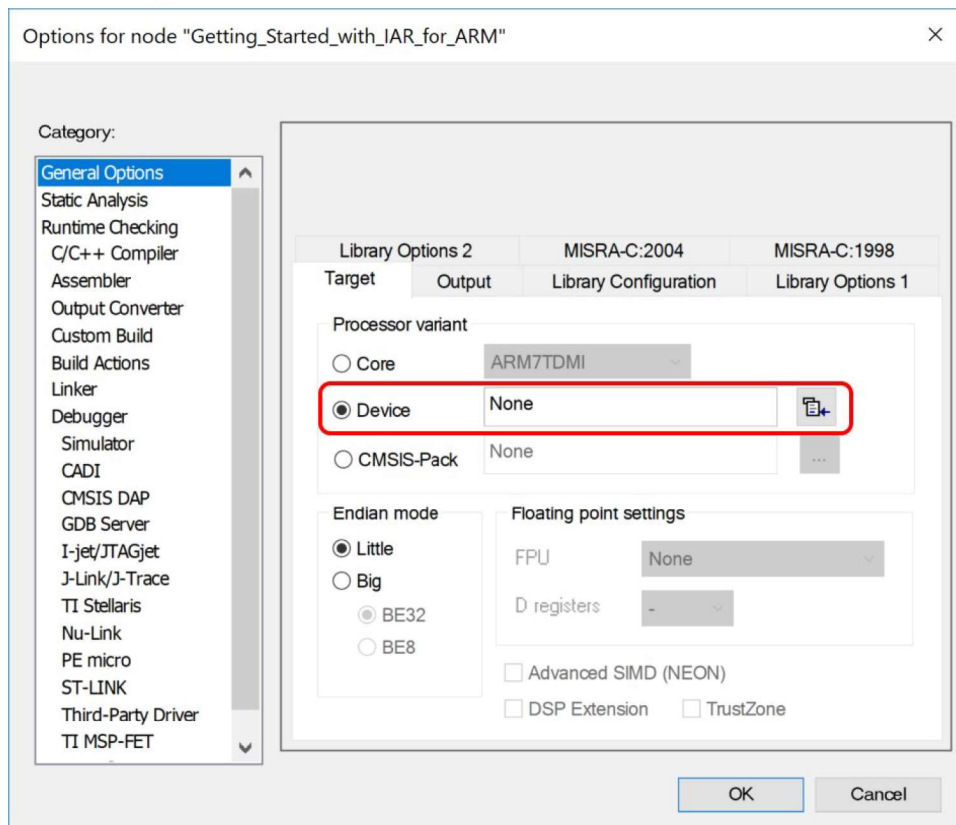 Options for node "Getting_Started_with_IAR_for_ARM"
Category:
General Options
Static Analysis
Runtime Checking
C/C++ Compiler
Assembler
Output Converter
Custom Build
Build Actions
Linker
Debugger
Simulator
CADI
CMSIS DAP
GDB Server
I-jet/JTAGjet
J-Link/J-Trace
TI Stellaris
Nu-Link
PE micro
ST-LINK
Third-Party Driver
TI MSP-FET
Library Options 2 MISRA-C:2004 MISRA-C:1998
Target Output Library Configuration Library Options 1
Processor variant
Core ARM7TDMI
Device None
CMSIS-Pack None ...
Endian mode
Little
Big
BE32
BE8
Floating point settings
FPU None
D registers -
Advanced SIMD (NEON)
DSP Extension TrustZone
OK Cancel